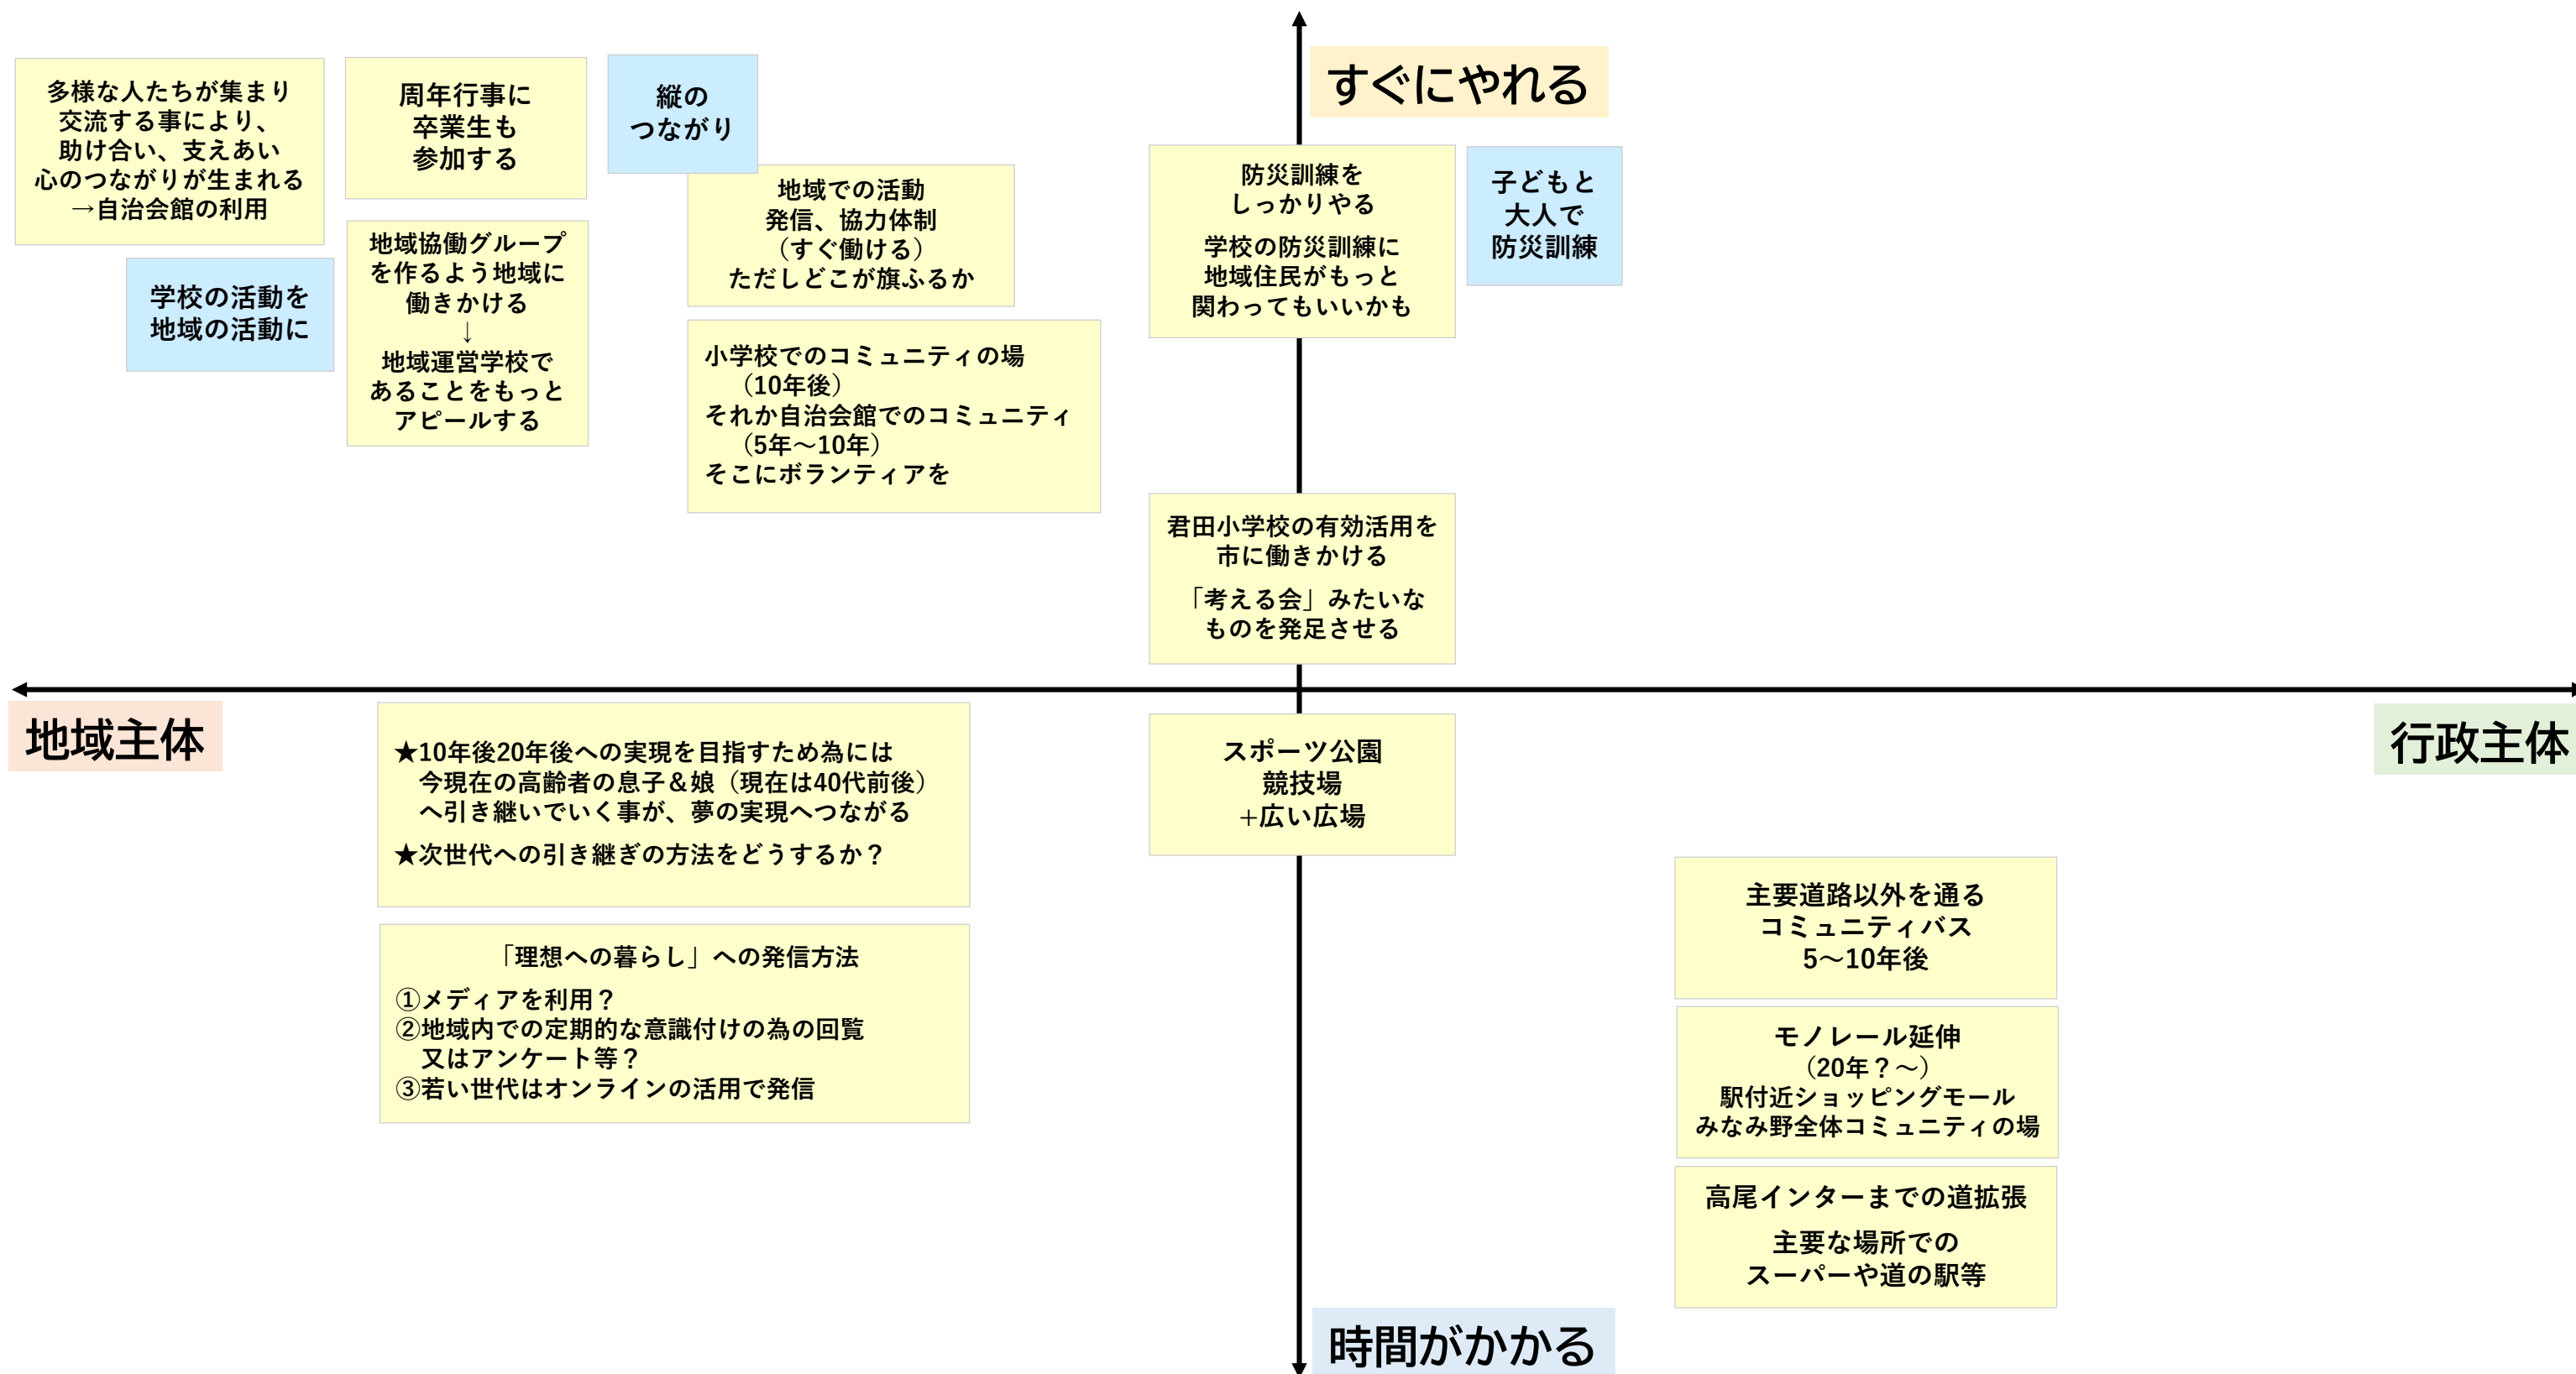 すぐにやれる
多様な人たちが集まり
交流する事により、
助け合い、支えあい
心のつながりが生まれる
→自治会館の利用
周年行事に
卒業生も
参加する
縦の
つながり
地域での活動
発信、協力体制
（すぐ働ける）
ただしどこが旗ふるか
防災訓練を
しっかりやる
学校の防災訓練に
地域住民がもっと
関わってもいいかも
子どもと
大人で
防災訓練
学校の活動を
地域の活動に
地域協働グループ
を作るよう地域に
働きかける
↓
地域運営学校で
あることをもっと
アピールする
小学校でのコミュニティの場
（10年後）
それか自治会館でのコミュニティ
（5年～10年）
そこにボランティアを
君田小学校の有効活用を
市に働きかける
「考える会」みたいな
ものを発足させる
地域主体
行政主体
★10年後20年後への実現を目指すため為には
今現在の高齢者の息子＆娘（現在は40代前後）
へ引き継いでいく事が、夢の実現へつながる
★次世代への引き継ぎの方法をどうするか？
スポーツ公園
競技場
+広い広場
「理想への暮らし」への発信方法
①メディアを利用？
②地域内での定期的な意識付けの為の回覧
又はアンケート等？
③若い世代はオンラインの活用で発信
主要道路以外を通る
コミュニティバス
5～10年後
モノレール延伸
（20年？～）
駅付近ショッピングモール
みなみ野全体コミュニティの場
高尾インターまでの道拡張
主要な場所での
スーパーや道の駅等
時間がかかる